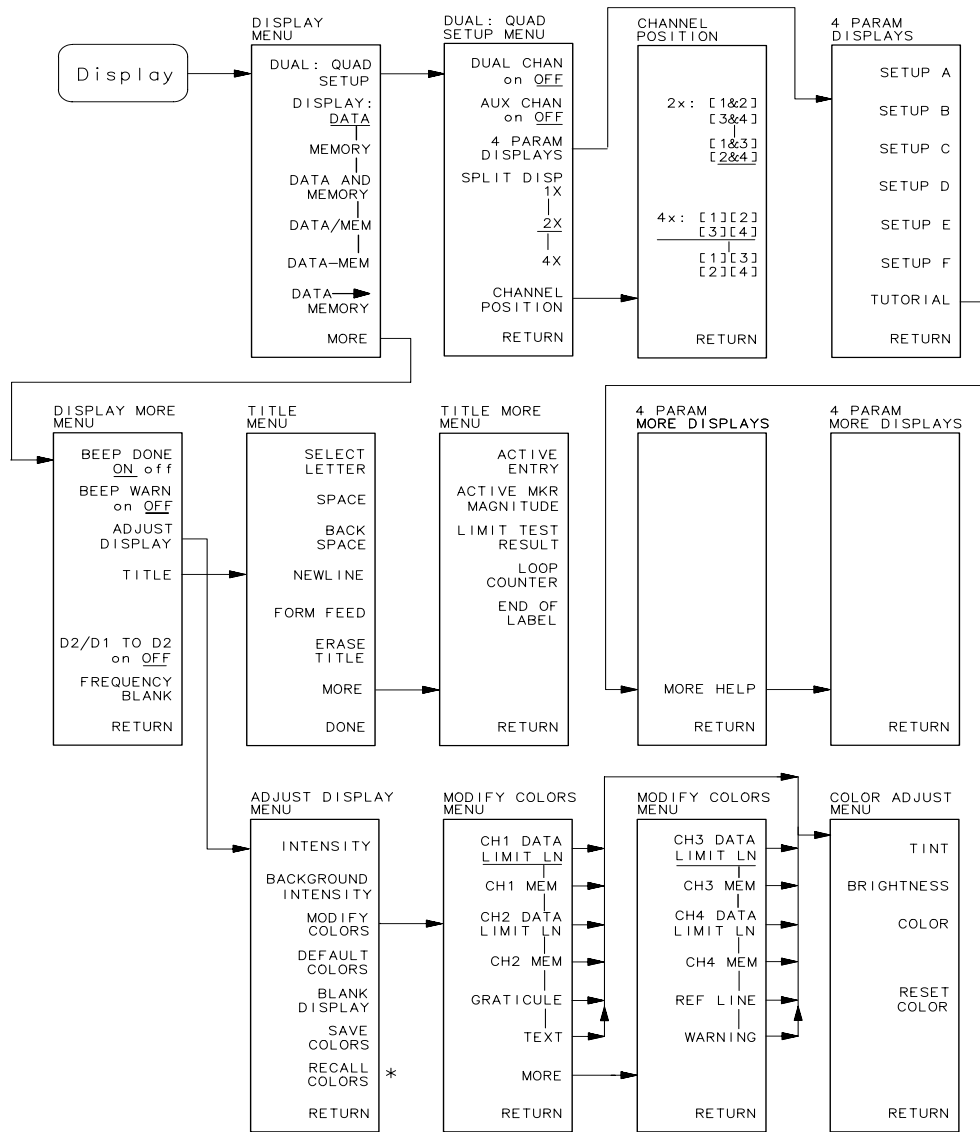 Display
DISPLAY
MENU
DUAL: QUAD
SETUP
DISPLAY:
DATA
MEMORY
DATA AND
MEMORY
DATA/MEM
DATA-MEM
DATA
MEMORY
MORE
DUAL: QUAD
SETUP MENU
DUAL CHAN
on OFF
AUX CHAN
on OFF
4 PARAM
DISPLAYS
SPLIT DISP
1X
2X
4X
CHANNEL
POSITION
RETURN
CHANNEL
POSITION
2x: [1&2]
[3&4]
[1&3]
[2&4]
4x: [1][2]
[3][4]
[1][3]
[2][4]
RETURN
4 PARAM
DISPLAYS
SETUP A
SETUP B
SETUP C
SETUP D
SETUP E
SETUP F
TUTORIAL
RETURN
DISPLAY MORE
MENU
BEEP DONE
ON off
BEEP WARN
on OFF
ADJUST
DISPLAY
TITLE
D2/D1 TO D2
on OFF
FREQUENCY
BLANK
RETURN
TITLE
MENU
SELECT
LETTER
SPACE
BACK
SPACE
NEWLINE
FORM FEED
ERASE
TITLE
MORE
DONE
TITLE MORE
MENU
ACTIVE
ENTRY
ACTIVE MKR
MAGNITUDE
LIMIT TEST
RESULT
LOOP
COUNTER
END OF
LABEL
RETURN
4 PARAM
MORE DISPLAYS
MORE HELP
RETURN
4 PARAM
MORE DISPLAYS
RETURN
ADJUST DISPLAY
MENU
INTENSITY
BACKGROUND
INTENSITY
MODIFY
COLORS
DEFAULT
COLORS
BLANK
DISPLAY
SAVE
COLORS
RECALL
COLORS *
RETURN
MODIFY COLORS
MENU
CH1 DATA
LIMIT LN
CH1 MEM
CH2 DATA
LIMIT LN
CH2 MEM
GRATICULE
TEXT
MORE
RETURN
MODIFY COLORS
MENU
CH3 DATA
LIMIT LN
CH3 MEM
CH4 DATA
LIMIT LN
CH4 MEM
REF LINE
WARNING
RETURN
COLOR ADJUST
MENU
TINT
BRIGHTNESS
COLOR
RESET
COLOR
RETURN